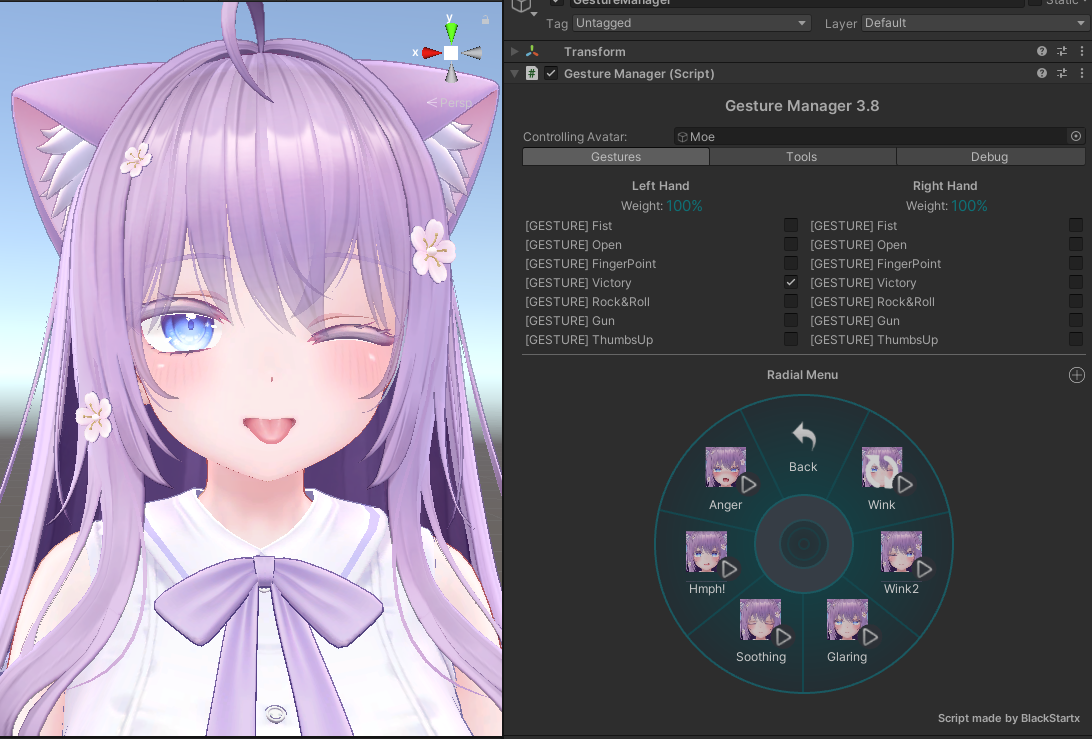 GestureManager
Static
Tag Untagged Layer Default
Transform
Gesture Manager (Script)
y
x
Persp
Gesture Manager 3.8
Controlling Avatar: Moe
Gestures Tools Debug
Left Hand Right Hand
Weight: 100% Weight: 100%
[GESTURE] Fist [GESTURE] Fist
[GESTURE] Open [GESTURE] Open
[GESTURE] FingerPoint [GESTURE] FingerPoint
[GESTURE] Victory [GESTURE] Victory
[GESTURE] Rock&Roll [GESTURE] Rock&Roll
[GESTURE] Gun [GESTURE] Gun
[GESTURE] ThumbsUp [GESTURE] ThumbsUp
Radial Menu
Back
Anger Wink
Hmph! Wink2
Soothing Glaring
Script made by BlackStartx